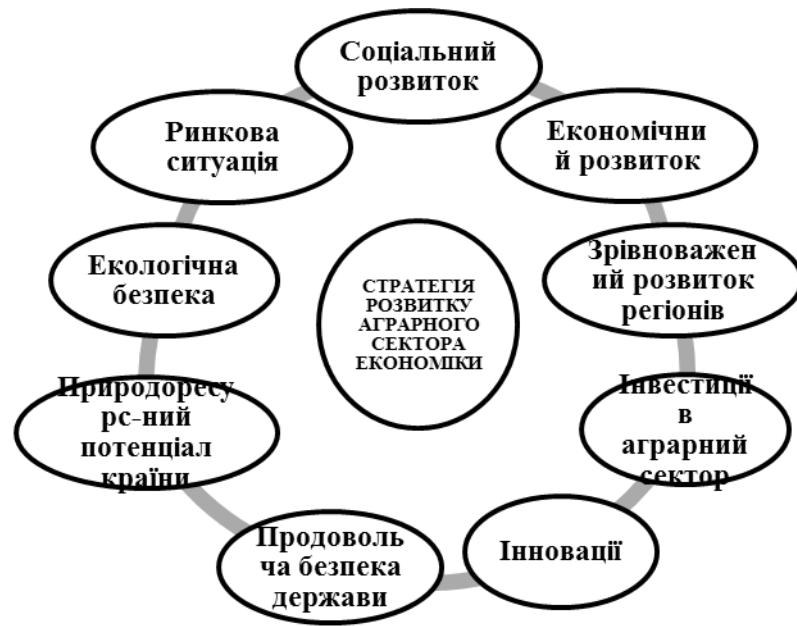 Соціальний
розвиток
Економічни
й розвиток
Зрівноважен
ий розвиток
регіонів
Інвестиції
в
аграрний
сектор
Інновації
Продоволь
ча безпека
держави
Природоресу
рс-ний
потенціал
країни
Екологічна
безпека
Ринкова
ситуація
СТРАТЕГІЯ
РОЗВИТКУ
АГРАРНОГО
СЕКТОРА
ЕКОНОМІКИ